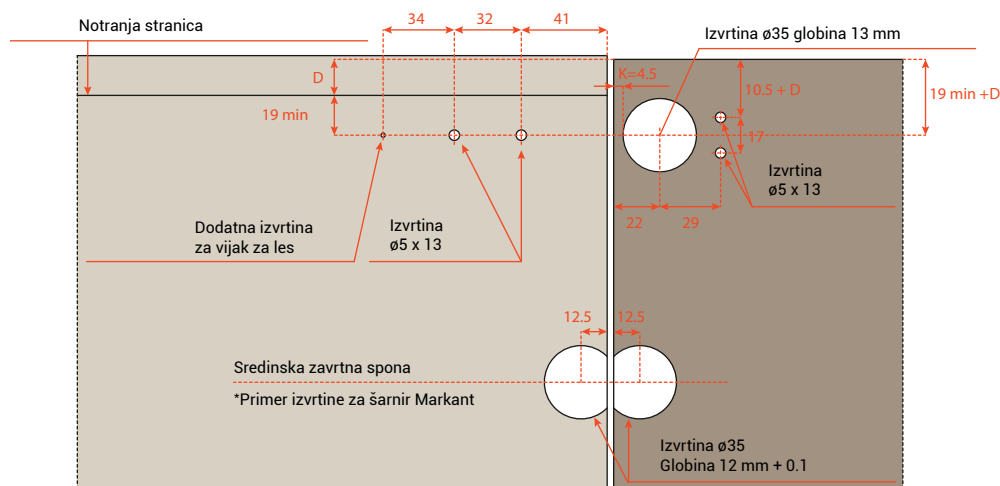 34
32
41
Notranja stranica
Izvrtina ø35 globina 13 mm
D
K=4.5
10.5 + D
19 min +D
19 min
17
Izvrtina
ø5 x 13
22
29
Dodatna izvrtina
za vijak za les
Izvrtina
ø5 x 13
12.5
12.5
Sredinska zavrtna spona
*Primer izvrtine za šarnir Markant
Izvrtina ø35
Globina 12 mm + 0.1